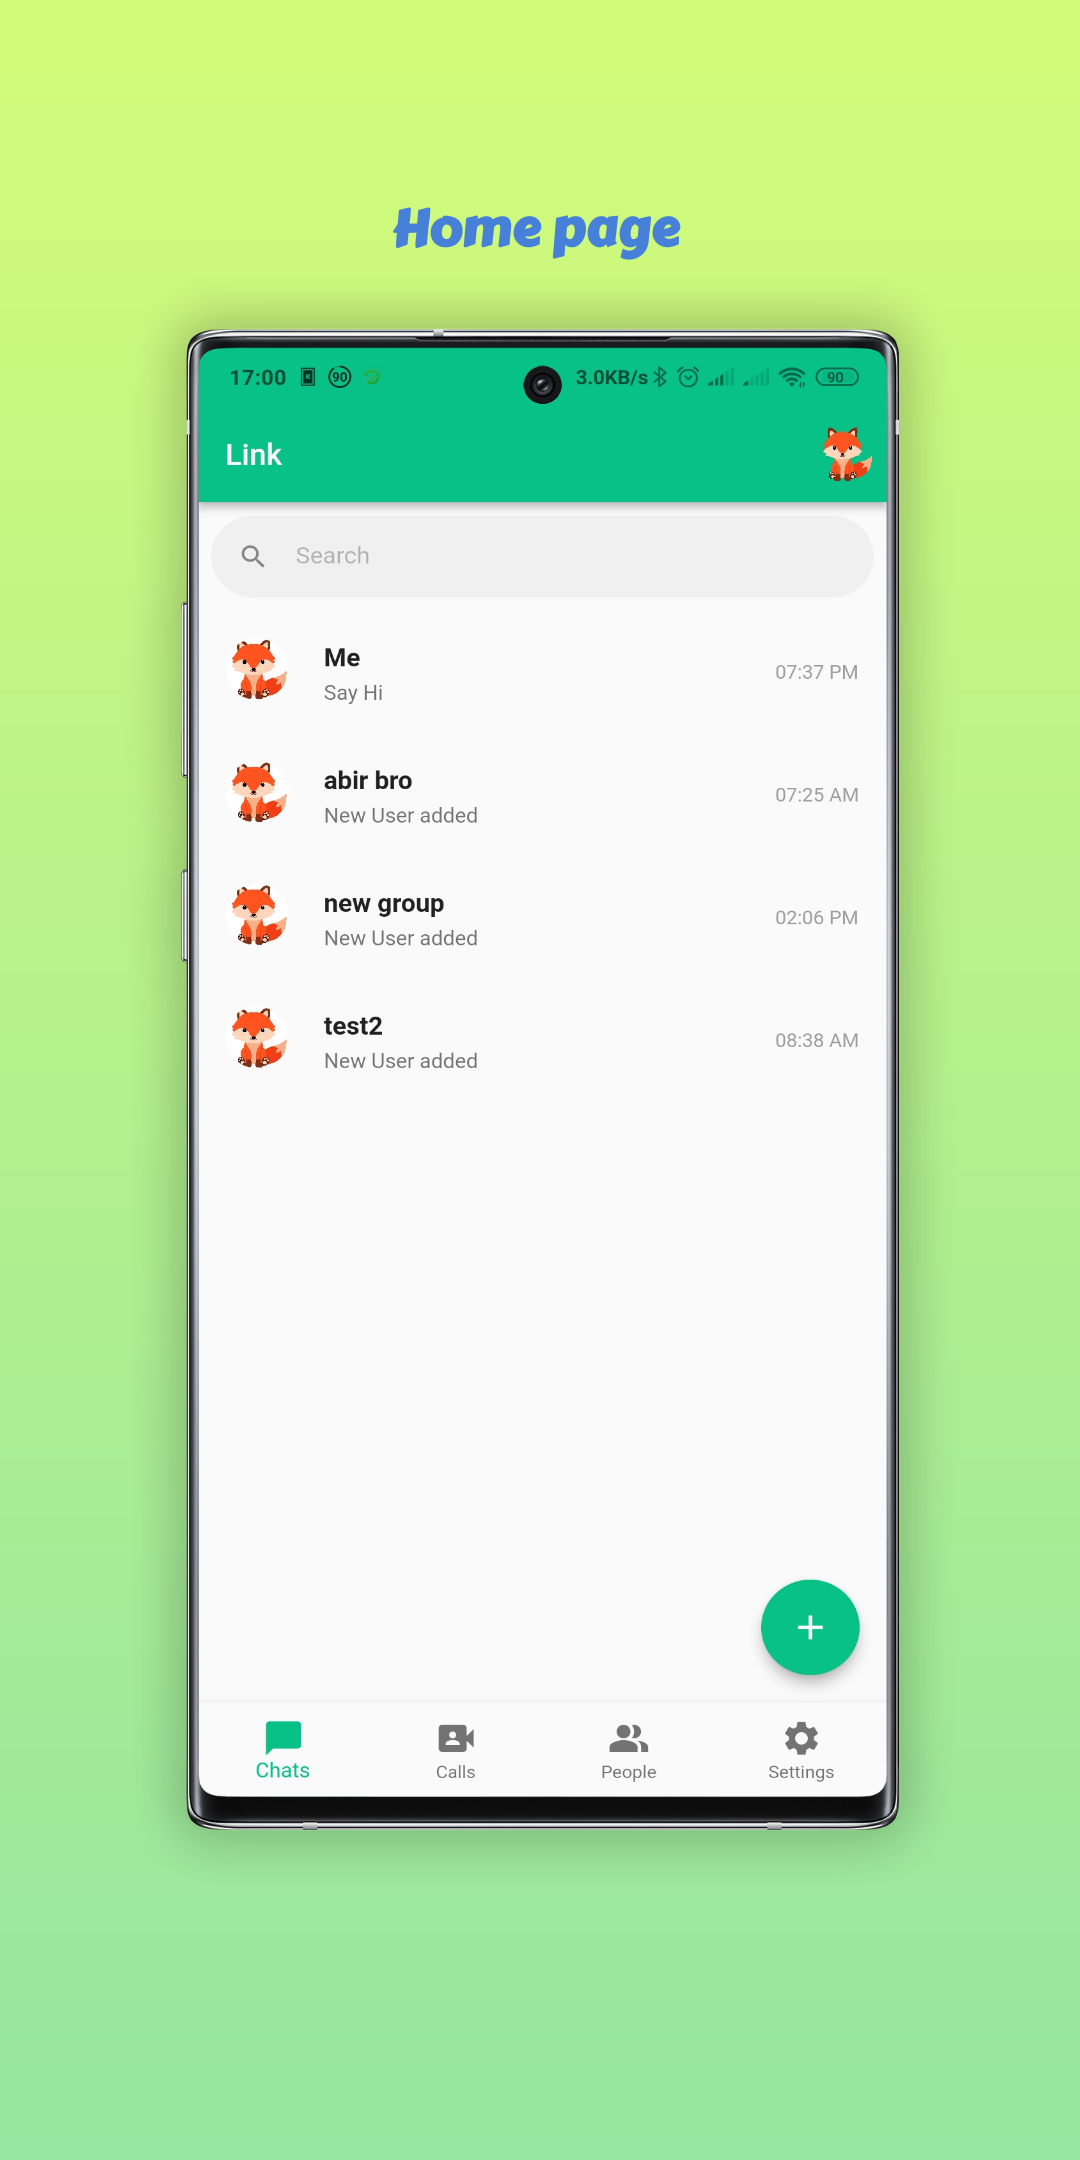 Home page
17:00 90 3.0KB/s 90
Link
Search
Me
Say Hi
07:37 PM
abir bro
New User added
07:25 AM
new group
New User added
02:06 PM
test2
New User added
08:38 AM
Chats Calls People Settings